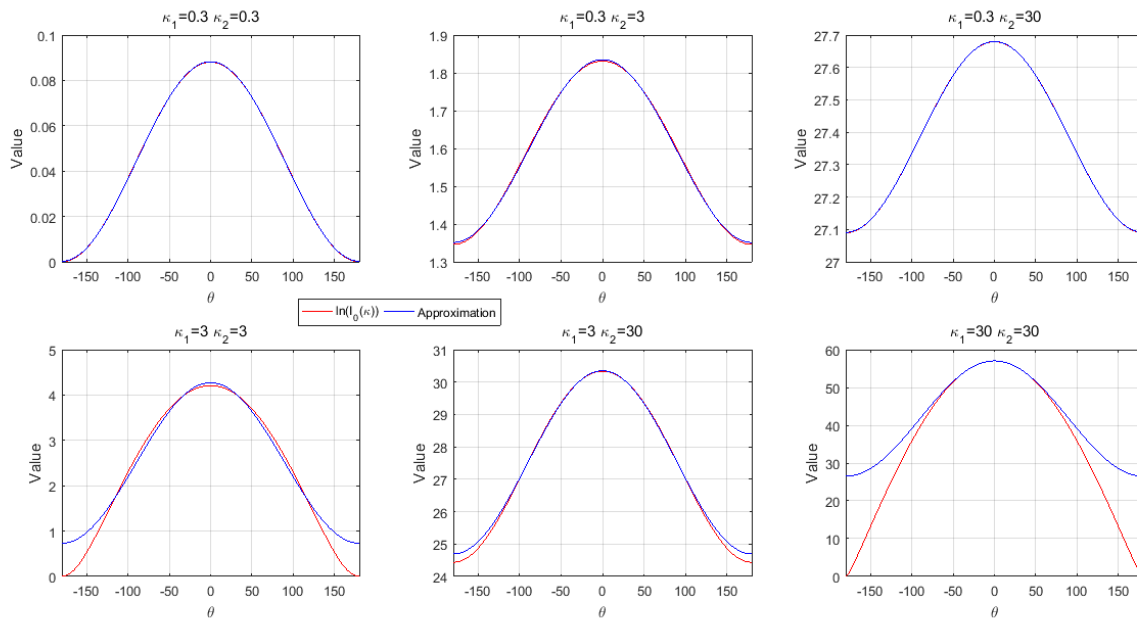 κ₁=0.3 κ₂=0.3
Value
0.1
0.08
0.06
0.04
0.02
0
-150 -100 -50 0 50 100 150
θ
κ₁=0.3 κ₂=3
Value
1.9
1.8
1.7
1.6
1.5
1.4
1.3
-150 -100 -50 0 50 100 150
θ
κ₁=0.3 κ₂=30
Value
27.7
27.6
27.5
27.4
27.3
27.2
27.1
27
-150 -100 -50 0 50 100 150
θ
ln(I₀(κ)) Approximation
κ₁=3 κ₂=3
Value
5
4
3
2
1
0
-150 -100 -50 0 50 100 150
θ
κ₁=3 κ₂=30
Value
31
30
29
28
27
26
25
24
-150 -100 -50 0 50 100 150
θ
κ₁=30 κ₂=30
Value
60
50
40
30
20
10
0
-150 -100 -50 0 50 100 150
θ